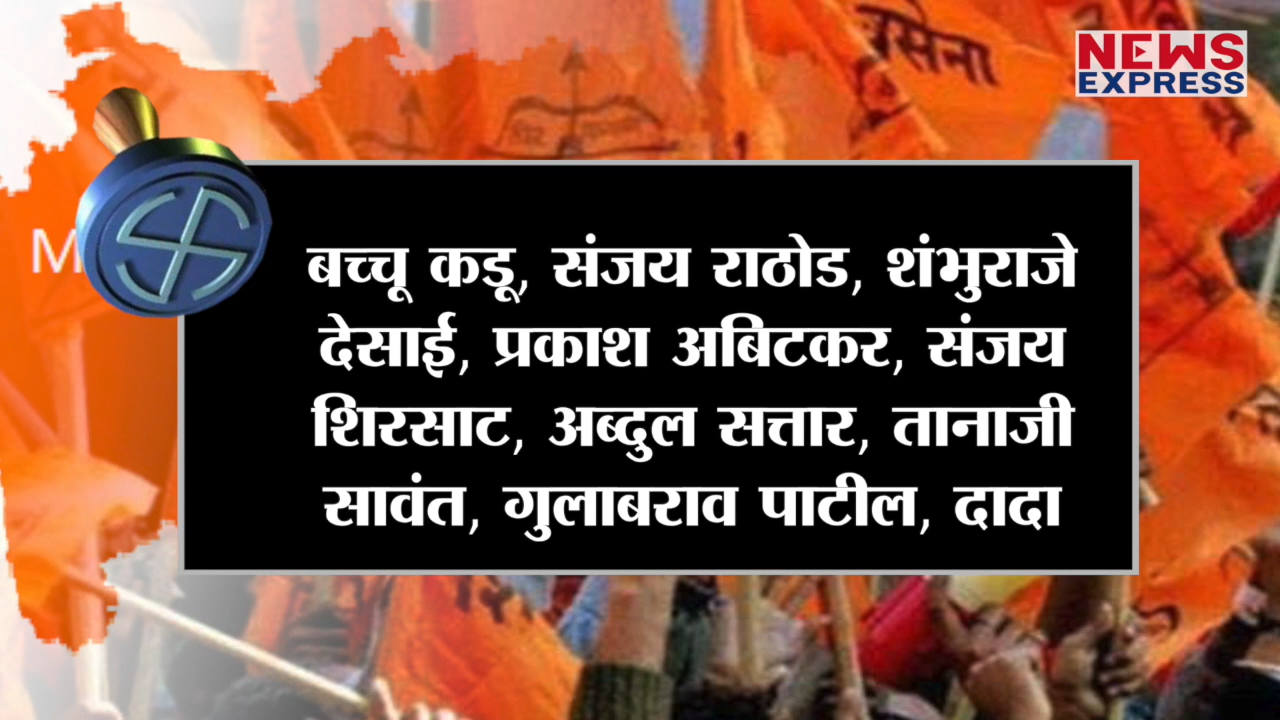 NEWS
EXPRESS
M
बच्चू कडू, संजय राठोड, शंभुराजे
देसाई, प्रकाश अबिटकर, संजय
शिरसाट, अब्दुल सत्तार, तानाजी
सावंत, गुलाबराव पाटील, दादा